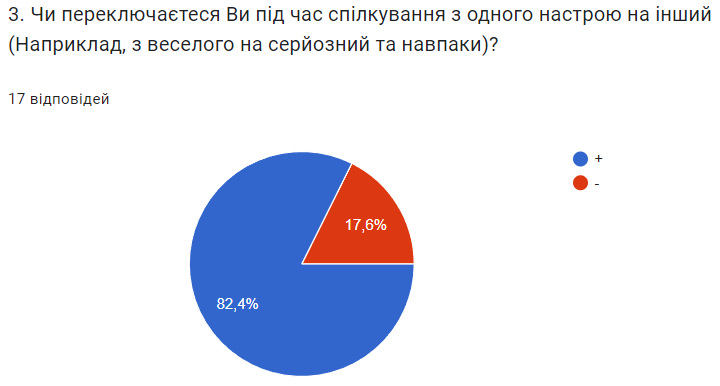 3. Чи переключаєтеся Ви під час спілкування з одного настрою на інший
(Наприклад, з веселого на серйозний та навпаки)?
17 відповідей
+
-
17,6%
82,4%